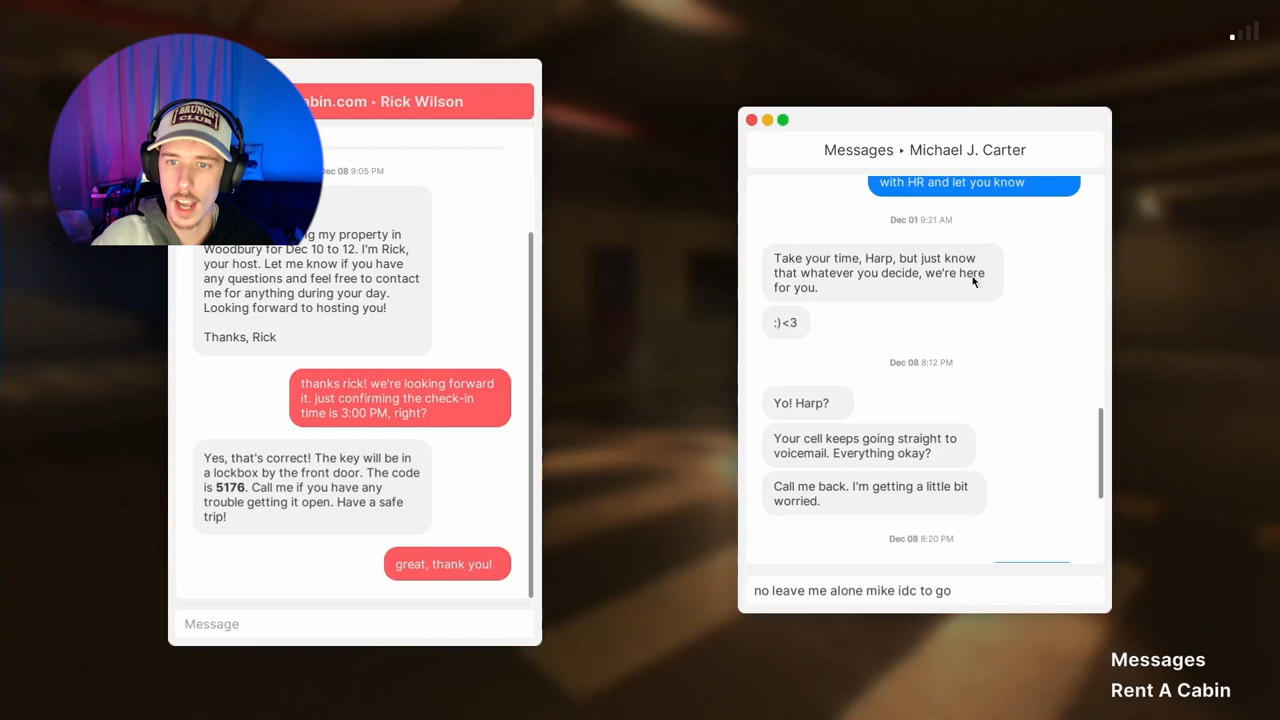 BRUNCH
CLUB
abin.com ▸ Rick Wilson
Dec 08 9:05 PM
my property in
Woodbury for Dec 10 to 12. I'm Rick,
your host. Let me know if you have
any questions and feel free to contact
me for anything during your day.
Looking forward to hosting you!
Thanks, Rick
thanks rick! we're looking forward
it. just confirming the check-in
time is 3:00 PM, right?
Yes, that's correct! The key will be in
a lockbox by the front door. The code
is 5176. Call me if you have any
trouble getting it open. Have a safe
trip!
great, thank you!
Message
Messages ▸ Michael J. Carter
with HR and let you know
Dec 01 9:21 AM
Take your time, Harp, but just know
that whatever you decide, we're here
for you.
:)<3
Dec 08 8:12 PM
Yo! Harp?
Your cell keeps going straight to
voicemail. Everything okay?
Call me back. I'm getting a little bit
worried.
Dec 08 8:20 PM
no leave me alone mike idc to go
Messages
Rent A Cabin